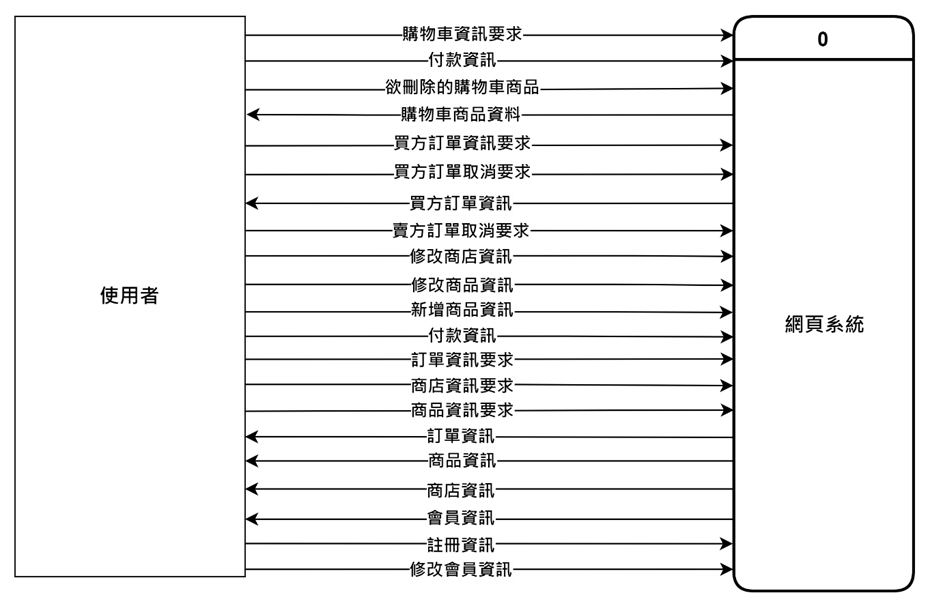 0
購物車資訊要求
付款資訊
欲刪除的購物車商品
購物車商品資料
買方訂單資訊要求
買方訂單取消要求
買方訂單資訊
賣方訂單取消要求
修改商店資訊
修改商品資訊
使用者
新增商品資訊
網頁系統
付款資訊
訂單資訊要求
商店資訊要求
商品資訊要求
訂單資訊
商品資訊
商店資訊
會員資訊
註冊資訊
修改會員資訊